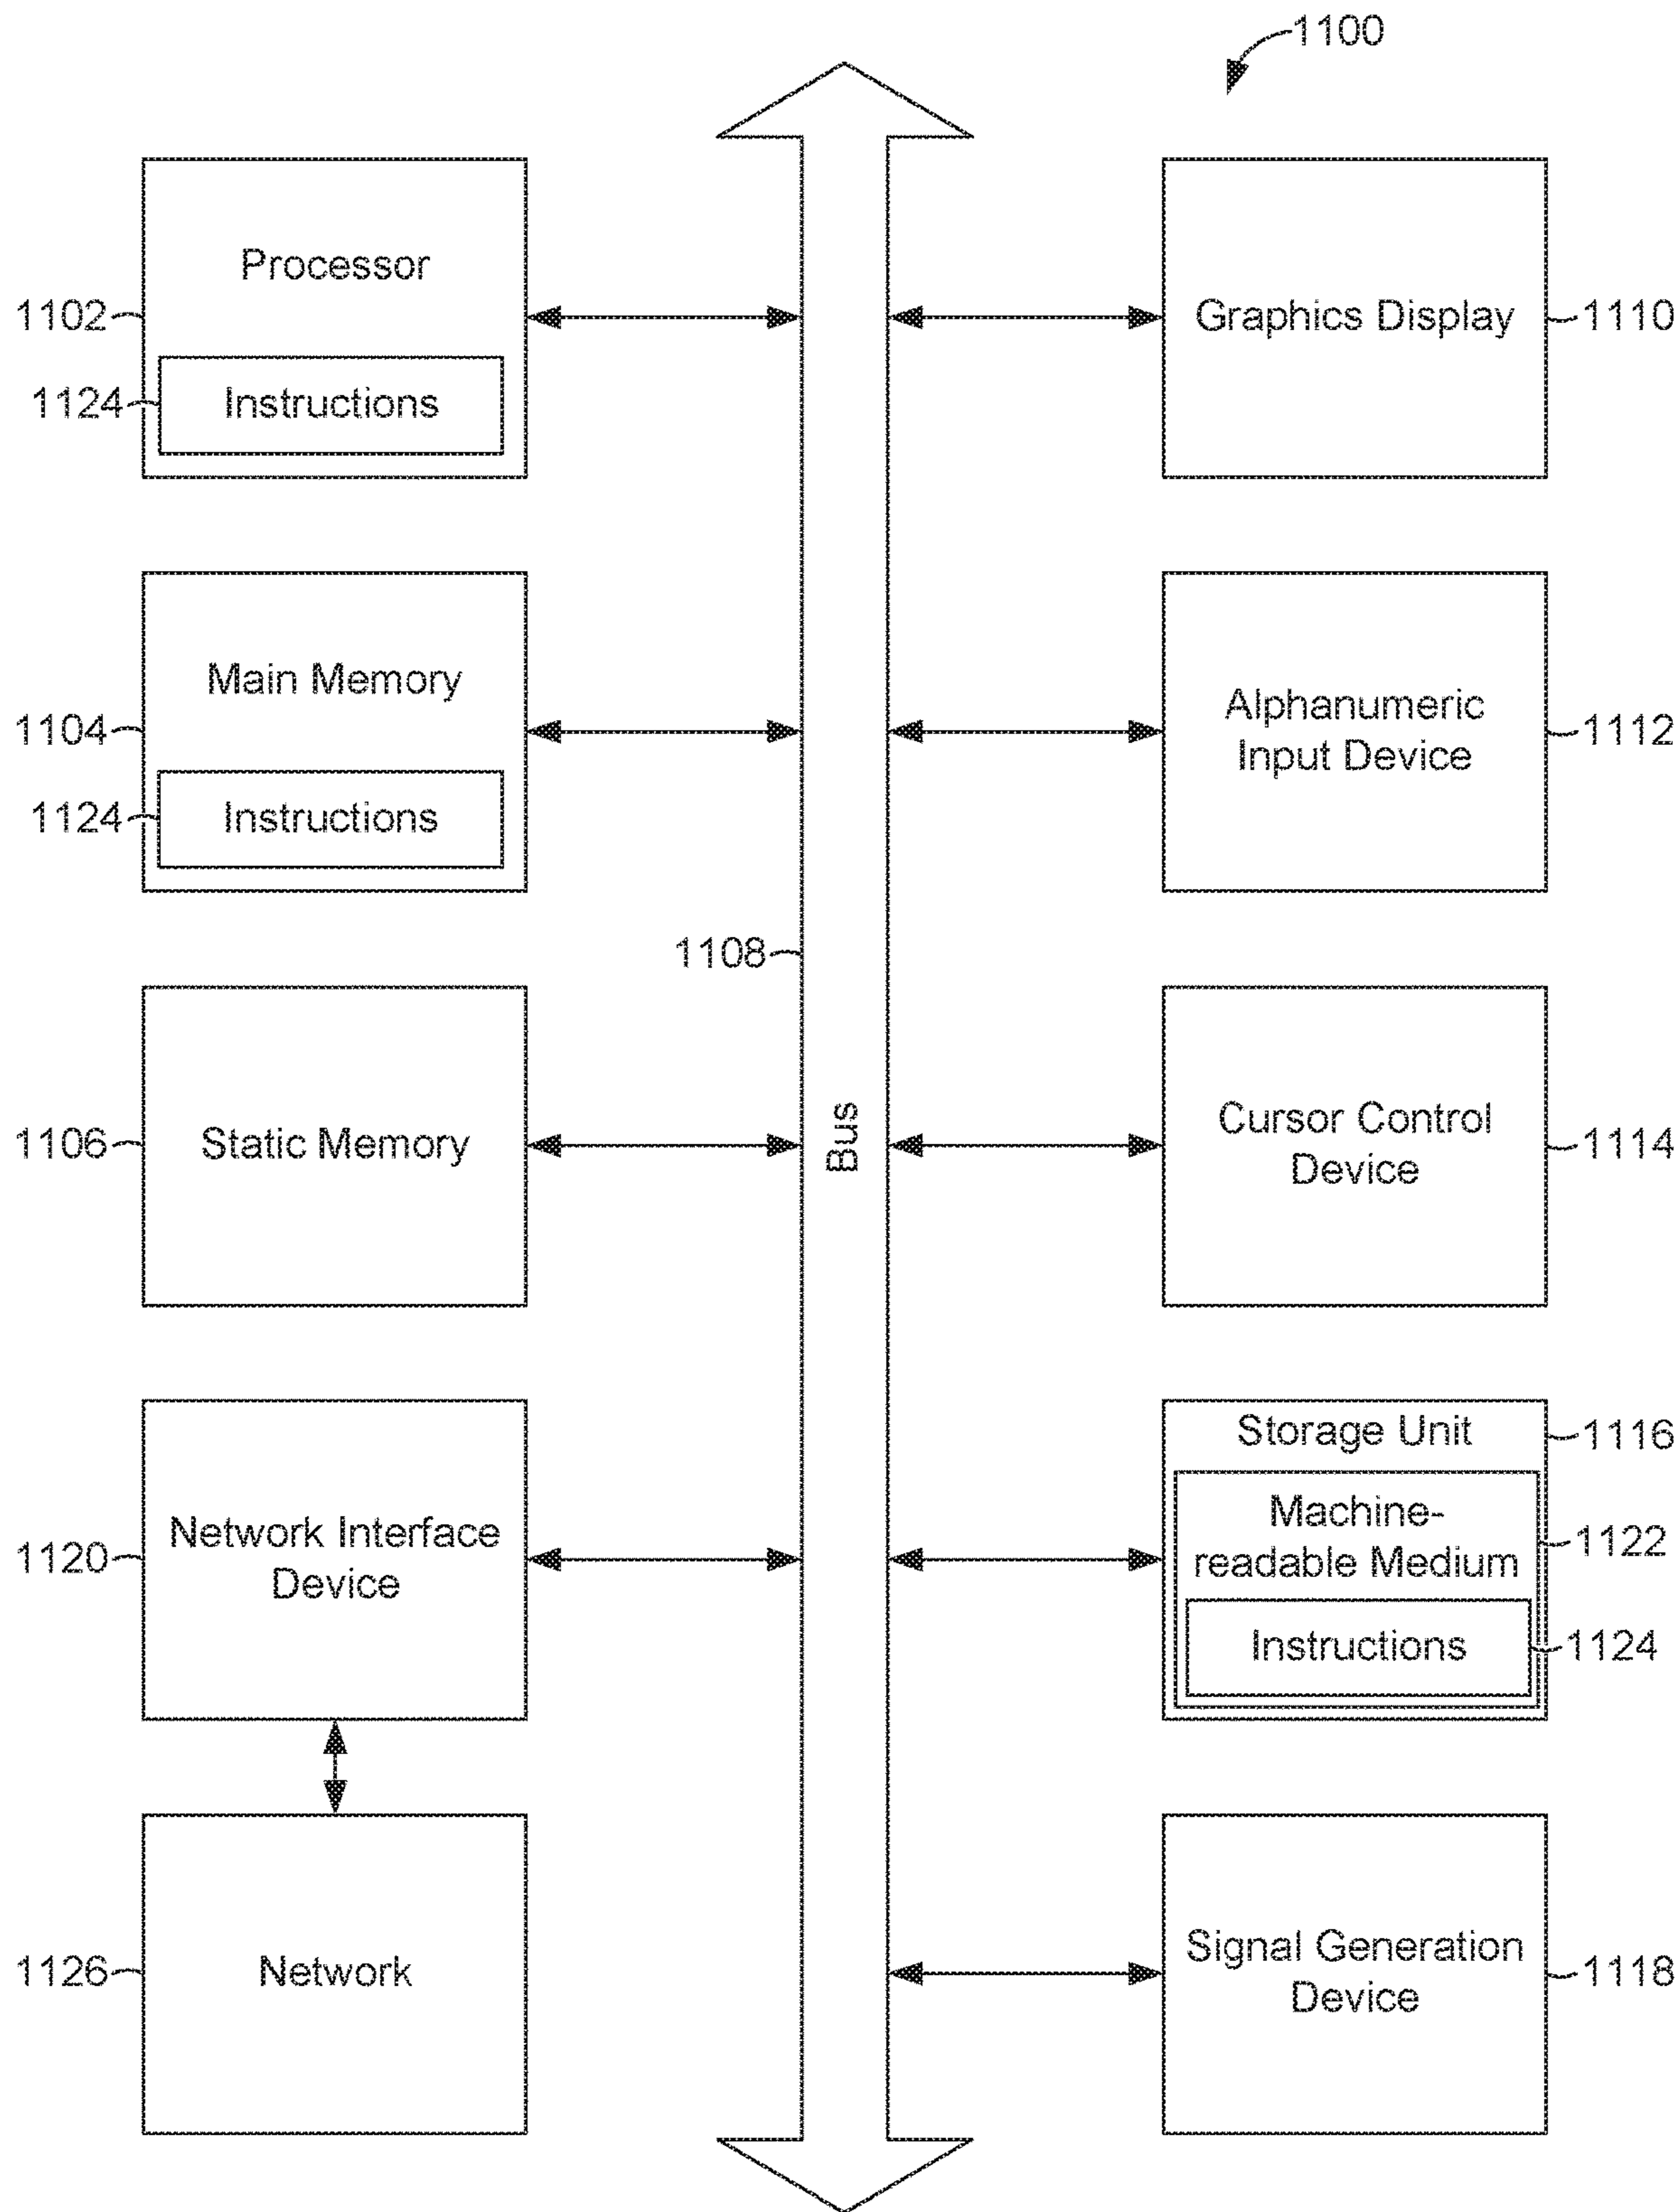 1100
Processor
1102
1124
Instructions
Graphics Display
1110
Main Memory
1104
1124
Instructions
Alphanumeric
Input Device
1112
1108
Bus
Static Memory
1106
Cursor Control
Device
1114
Network Interface
Device
1120
Storage Unit
1116
Machine-
readable Medium
1122
Instructions
1124
Network
1126
Signal Generation
Device
1118